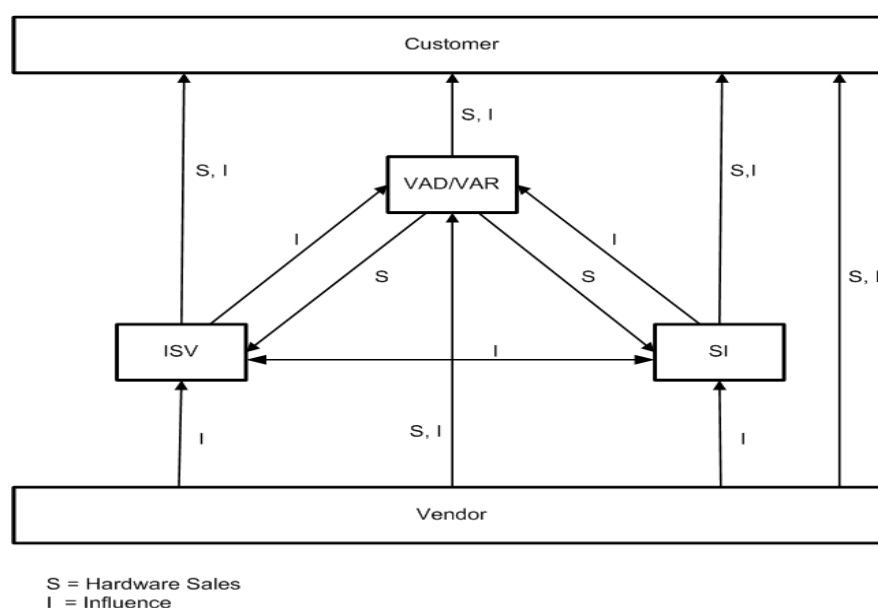 Customer
S, I
S, I
S,I
VAD/VAR
I
I
S
S
S, I
ISV
I
SI
S, I
I
I
Vendor
S = Hardware Sales
I = Influence